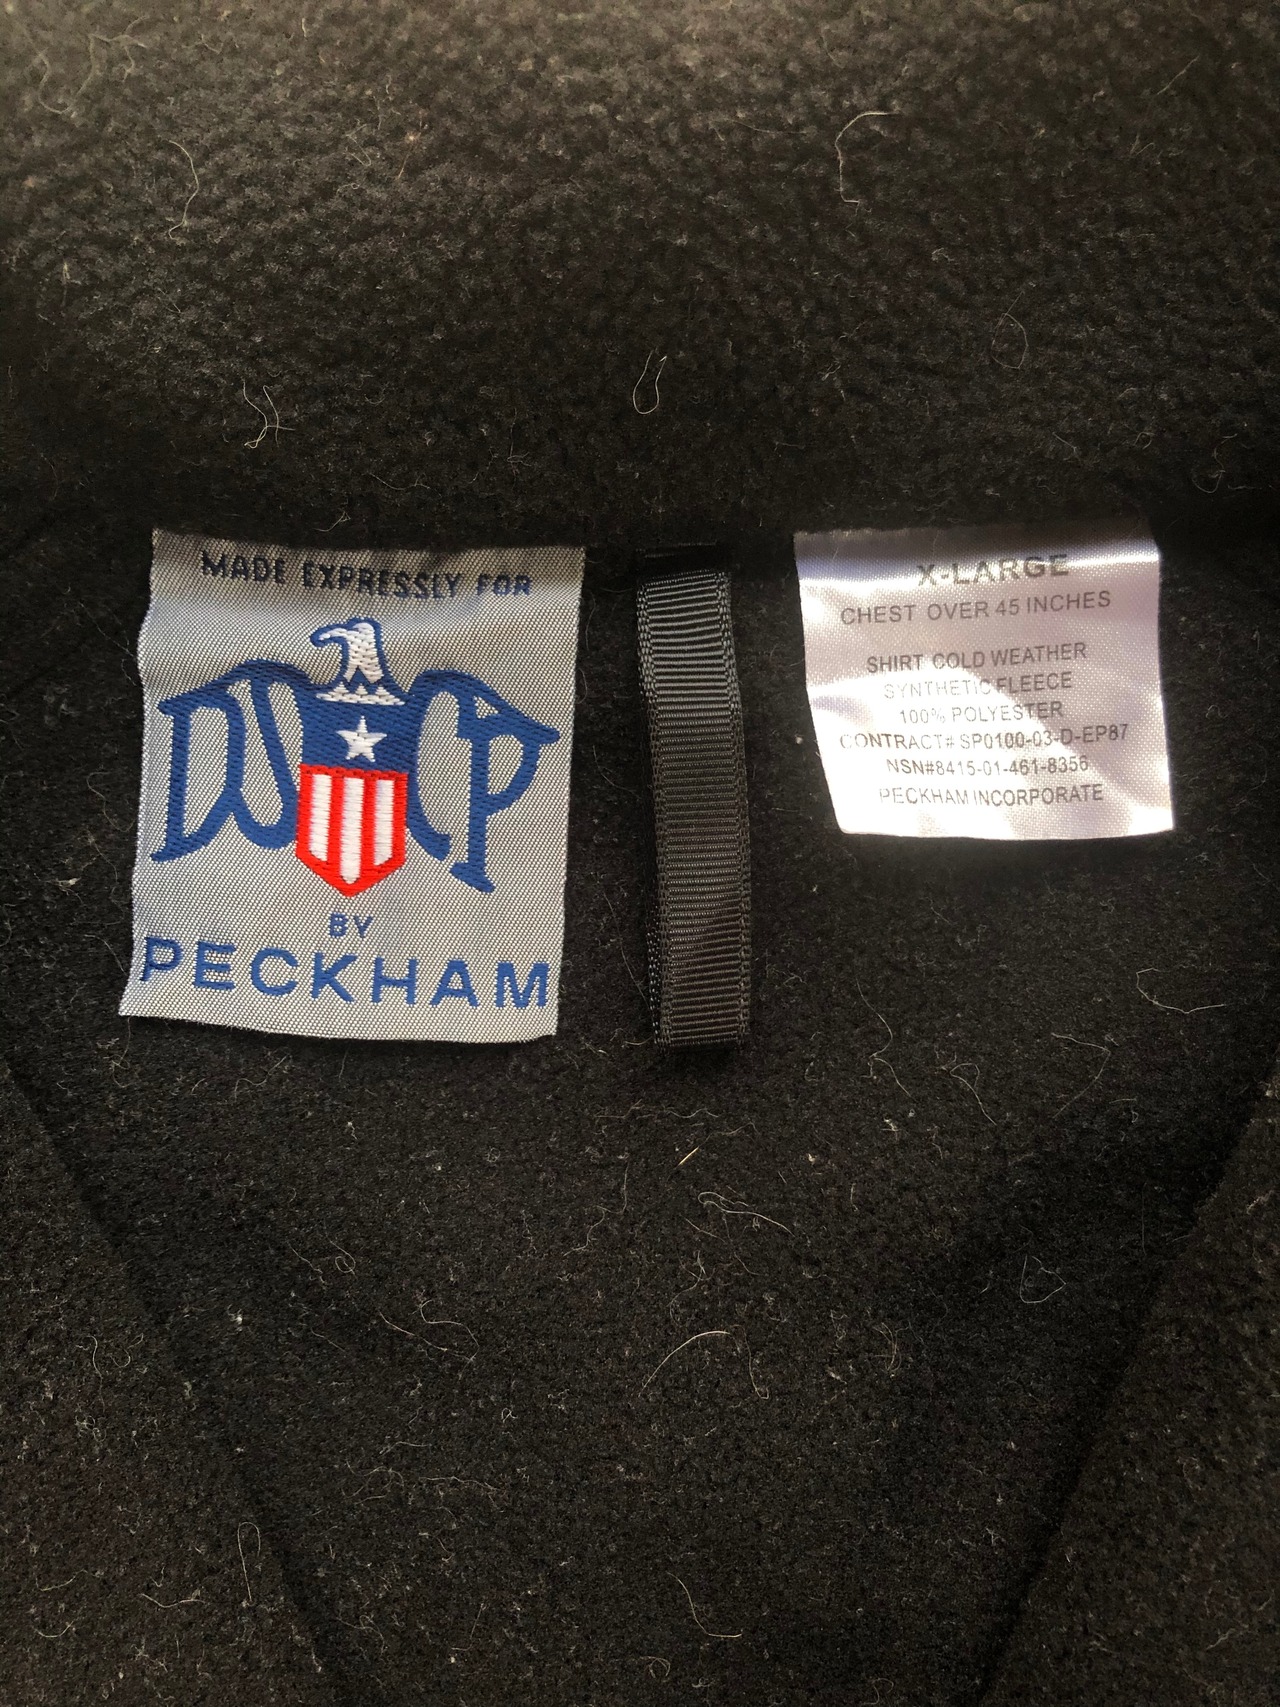 MADE EXPRESSLY FOR
DSCP
BY
PECKHAM
X-LARGE
CHEST OVER 45 INCHES
SHIRT COLD WEATHER
SYNTHETIC FLEECE
100% POLYESTER
CONTRACT# SP0100-03-D-EP87
NSN#8415-01-461-8356
PECKHAM INCORPORATE